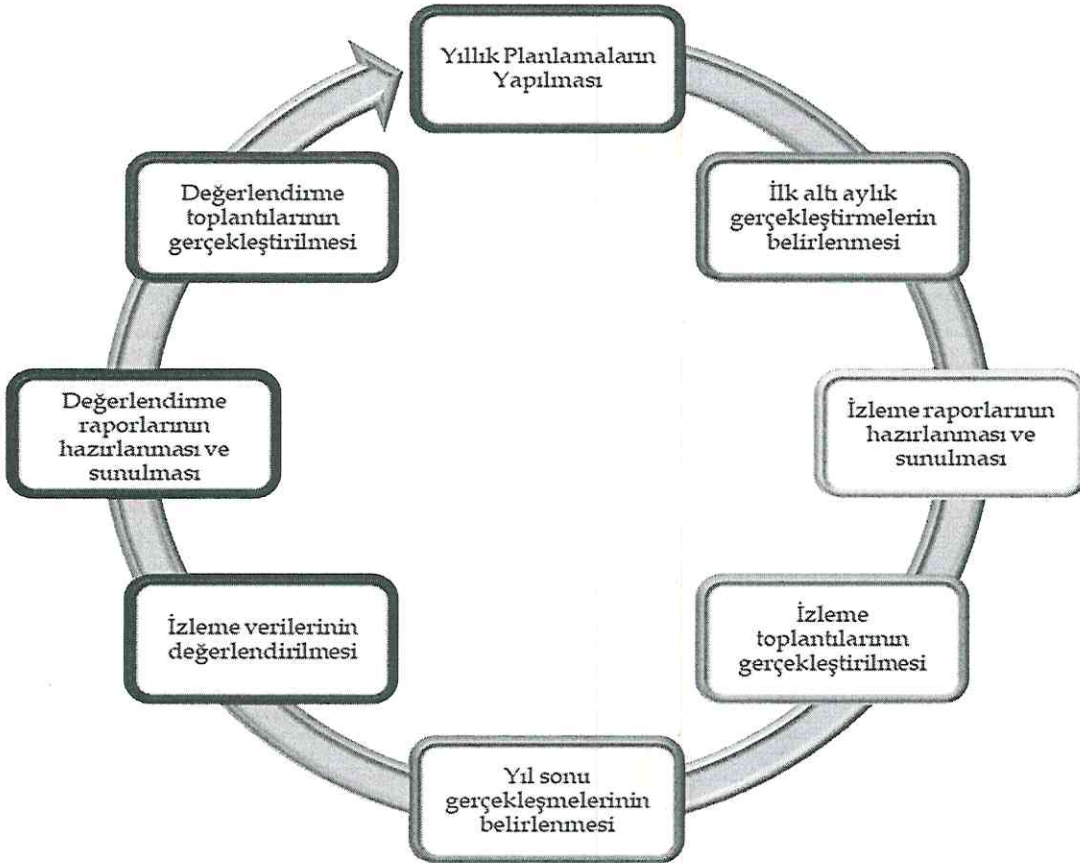 Yıllık Planlamaların
Yapılması
İlk altı aylık
gerçekleştirmelerin
belirlenmesi
İzleme raporlarının
hazırlanması ve
sunulması
İzleme
toplantılarının
gerçekleştirilmesi
Yıl sonu
gerçekleşmelerinin
belirlenmesi
İzleme verilerinin
değerlendirilmesi
Değerlendirme
raporlarının
hazırlanması ve
sunulması
Değerlendirme
toplantılarının
gerçekleştirilmesi